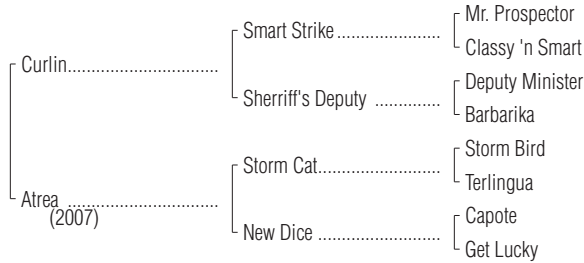 Mr. Prospector
Smart Strike ....................
Classy 'n Smart
Curlin.............................
Deputy Minister
Sherriff's Deputy ............
Barbarika
Storm Bird
Storm Cat........................
Terlingua
Atrea .............................
(2007)
Capote
New Dice ........................
Get Lucky